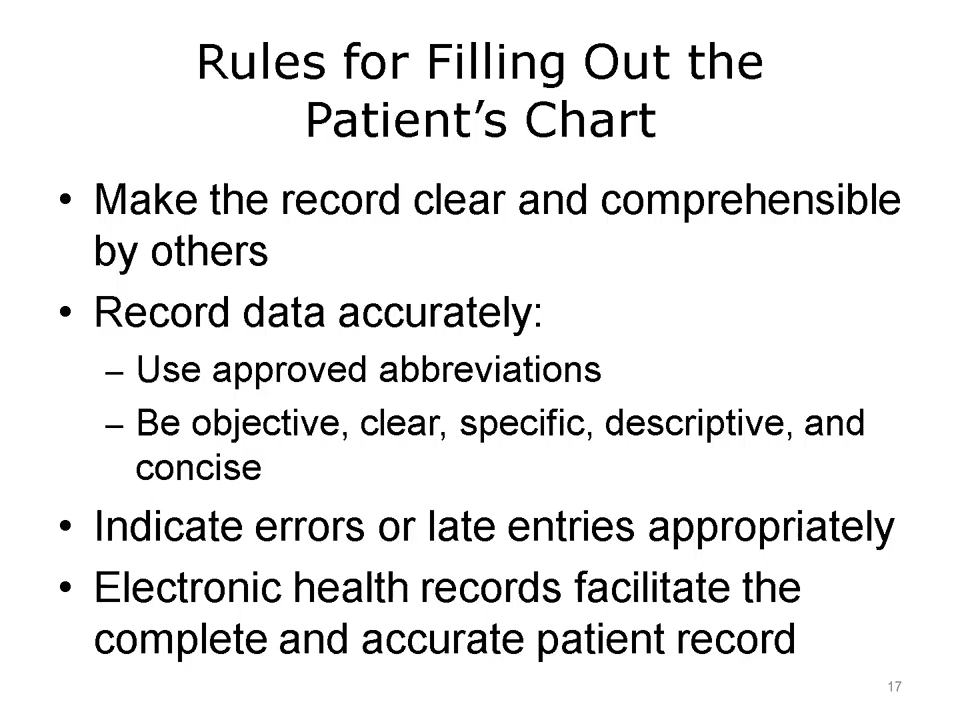 Rules for Filling Out the
Patient’s Chart
• Make the record clear and comprehensible
by others
• Record data accurately:
– Use approved abbreviations
– Be objective, clear, specific, descriptive, and
concise
• Indicate errors or late entries appropriately
• Electronic health records facilitate the
complete and accurate patient record
17